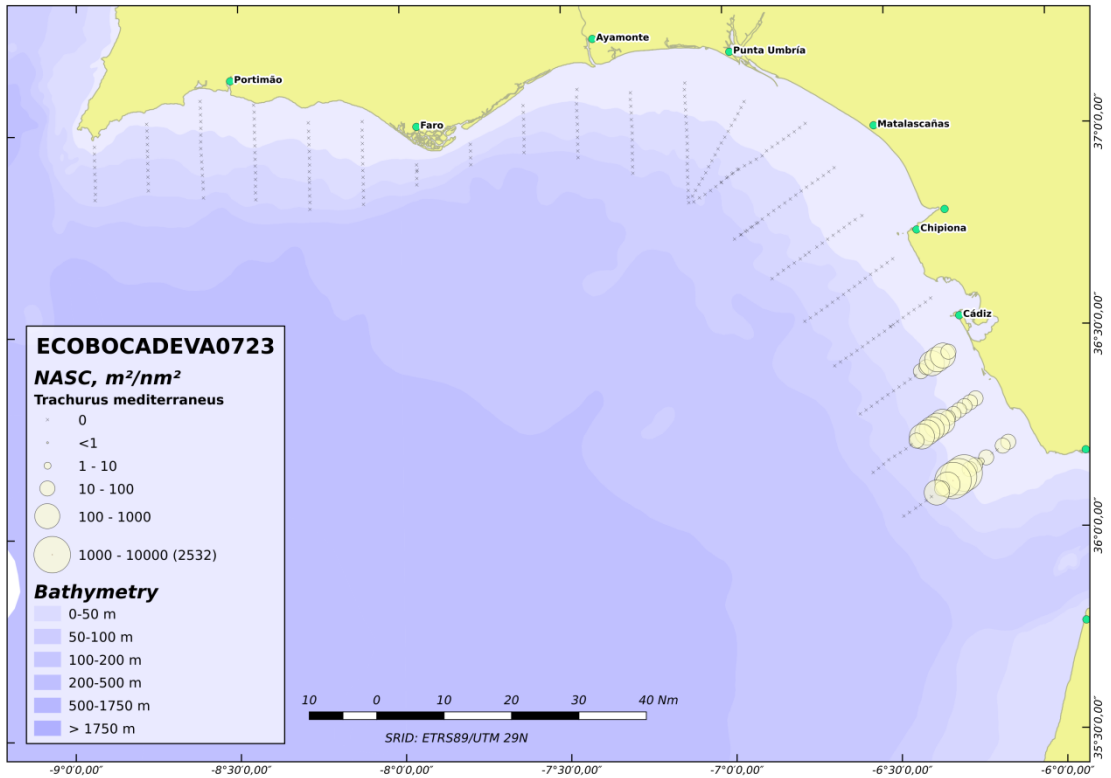 Ayamonte
Punta Umbría
Portimão
Faro
Matalascañas
Chipiona
Cádiz
37°0'0,00"
36°30'0,00"
36°0'0,00"
35°30'0,00"
ECOBOCADEVA0723
NASC, m²/nm²
Trachurus mediterraneus
0
<1
1 - 10
10 - 100
100 - 1000
1000 - 10000 (2532)
Bathymetry
0-50 m
50-100 m
100-200 m
200-500 m
500-1750 m
> 1750 m
10 0 10 20 30 40 Nm
SRID: ETRS89/UTM 29N
-9°0'0,00" -8°30'0,00" -8°0'0,00" -7°30'0,00" -7°0'0,00" -6°30'0,00" -6°0'0,00"